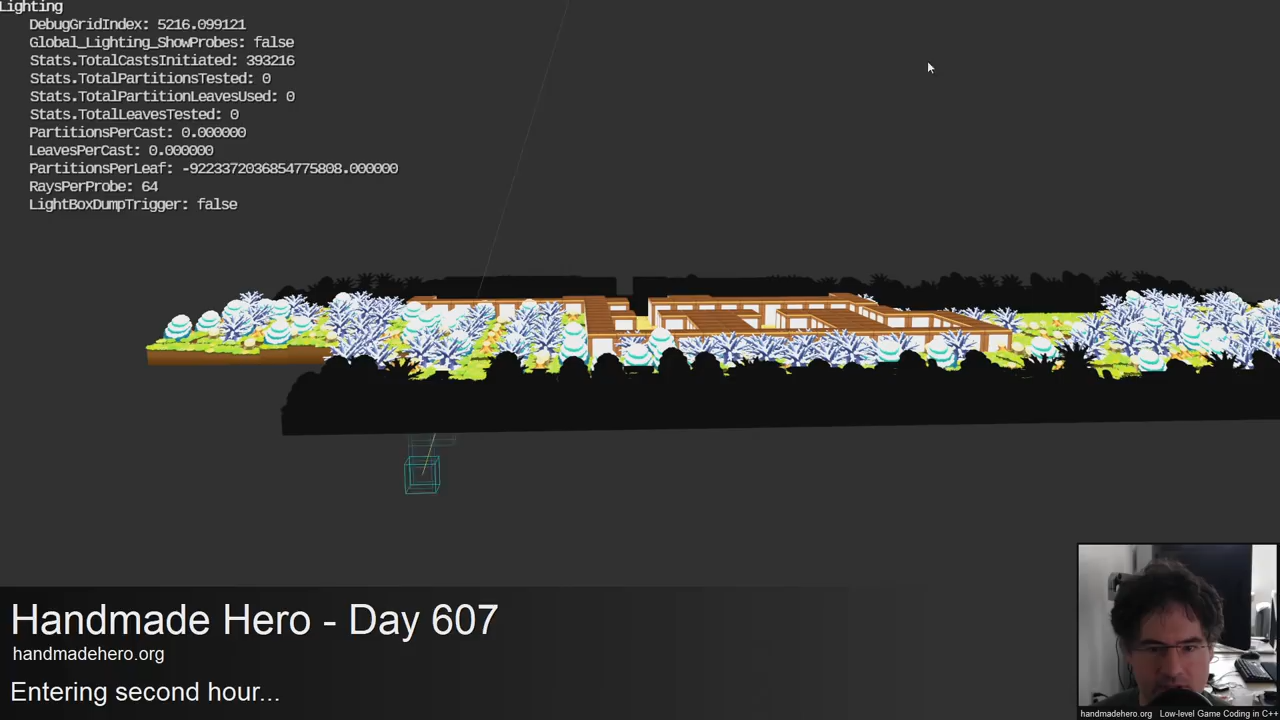 Lighting
DebugGridIndex: 5216.099121
Global_Lighting_ShowProbes: false
Stats.TotalCastsInitiated: 393216
Stats.TotalPartitionsTested: 0
Stats.TotalPartitionLeavesUsed: 0
Stats.TotalLeavesTested: 0
PartitionsPerCast: 0.000000
LeavesPerCast: 0.000000
PartitionsPerLeaf: -9223372036854775808.000000
RaysPerProbe: 64
LightBoxDumpTrigger: false
Handmade Hero - Day 607
handmadehero.org
Entering second hour...
handmadehero.org Low-level Game Coding in C++